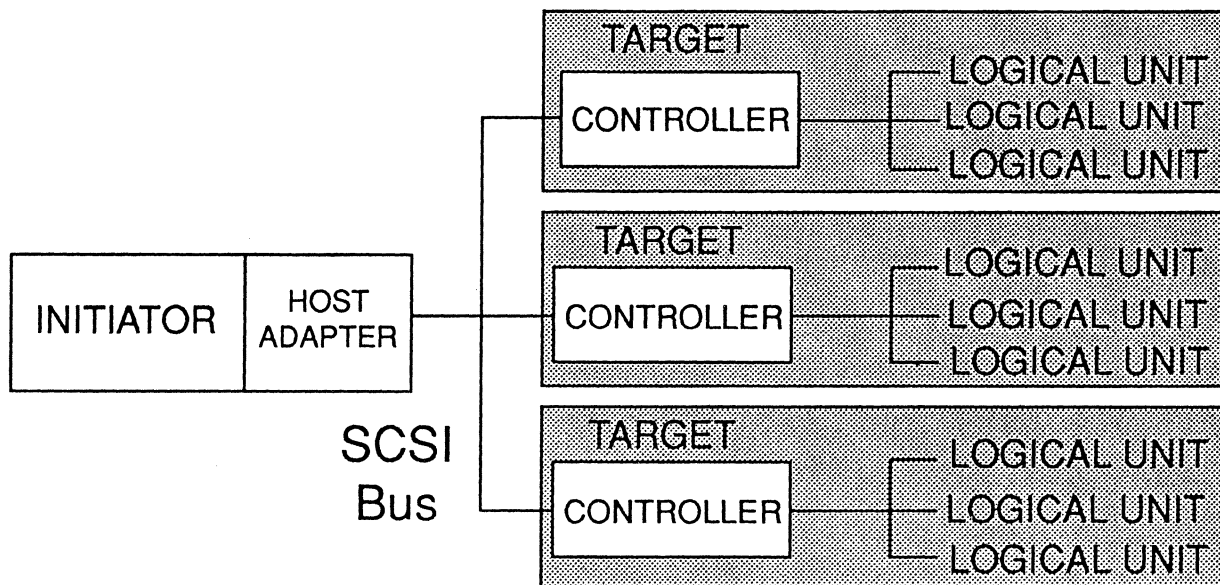 TARGET
CONTROLLER
LOGICAL UNIT
LOGICAL UNIT
LOGICAL UNIT
INITIATOR
HOST
ADAPTER
SCSI
Bus
TARGET
CONTROLLER
LOGICAL UNIT
LOGICAL UNIT
LOGICAL UNIT
TARGET
CONTROLLER
LOGICAL UNIT
LOGICAL UNIT
LOGICAL UNIT